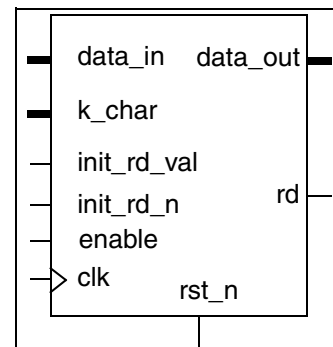 data_in data_out
k_char
init_rd_val
init_rd_n rd
enable
clk
rst_n